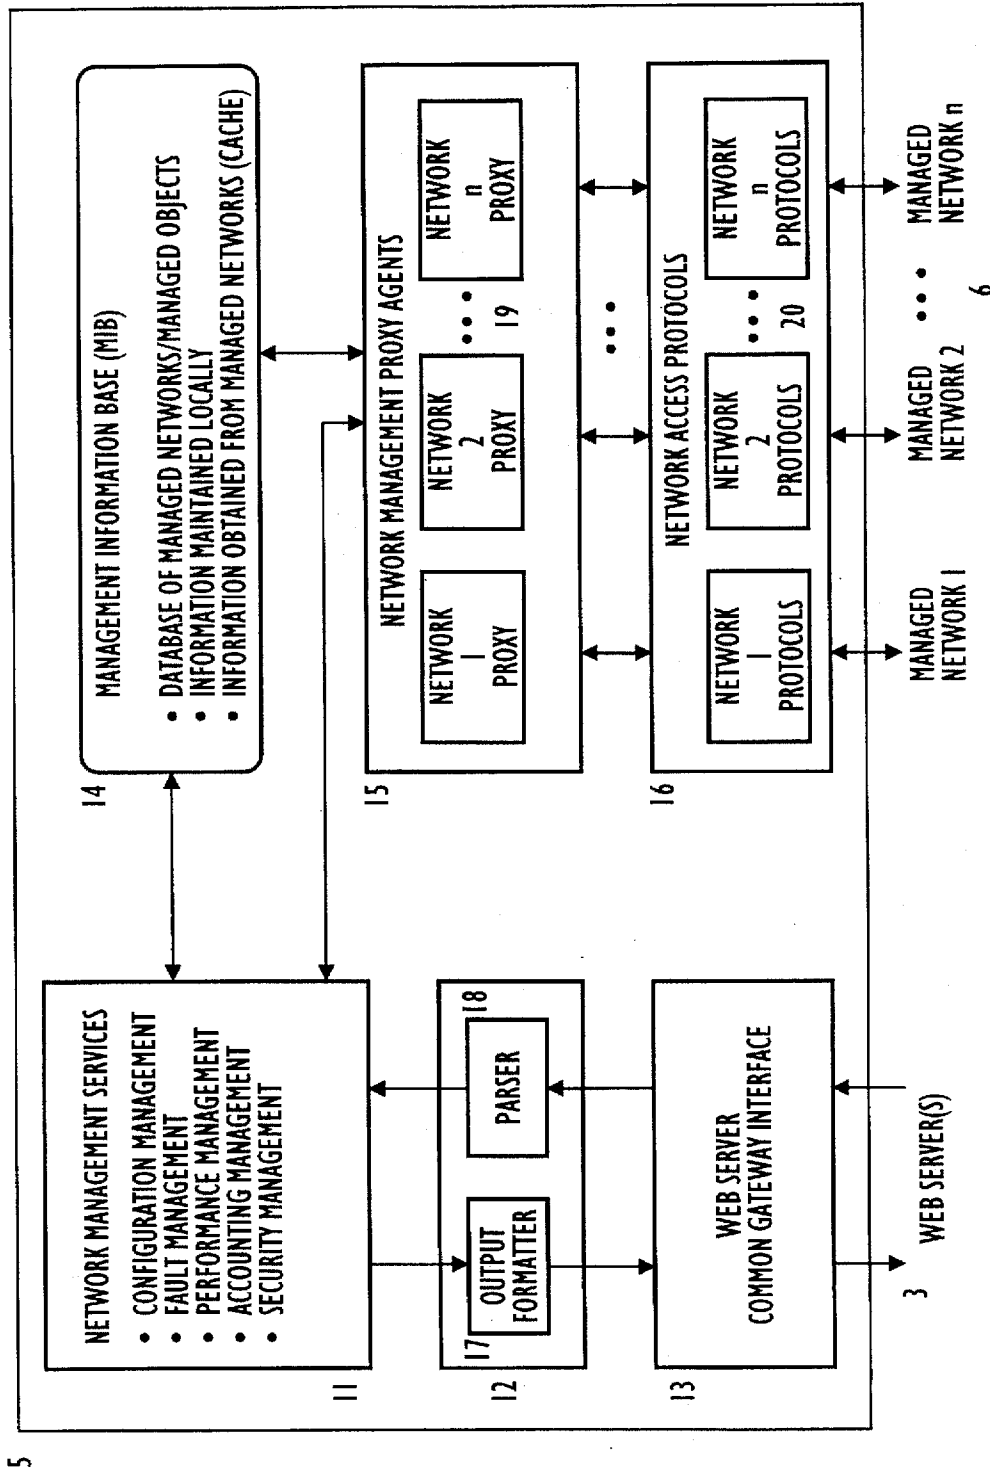 5
NETWORK MANAGEMENT SERVICES
• CONFIGURATION MANAGEMENT
• FAULT MANAGEMENT
• PERFORMANCE MANAGEMENT
• ACCOUNTING MANAGEMENT
• SECURITY MANAGEMENT
11
14
MANAGEMENT INFORMATION BASE (MIB)
• DATABASE OF MANAGED NETWORKS/MANAGED OBJECTS
• INFORMATION MAINTAINED LOCALLY
• INFORMATION OBTAINED FROM MANAGED NETWORKS (CACHE)
12
17
OUTPUT
FORMATTER
PARSER
18
13
WEB SERVER
COMMON GATEWAY INTERFACE
3
WEB SERVER(S)
15
NETWORK MANAGEMENT PROXY AGENTS
NETWORK
1
PROXY
NETWORK
2
PROXY
• • •
19
NETWORK
n
PROXY
• • •
16
NETWORK ACCESS PROTOCOLS
NETWORK
1
PROTOCOLS
NETWORK
2
PROTOCOLS
• • •
20
NETWORK
n
PROTOCOLS
MANAGED
NETWORK 1
MANAGED
NETWORK 2
• • •
MANAGED
NETWORK n
6